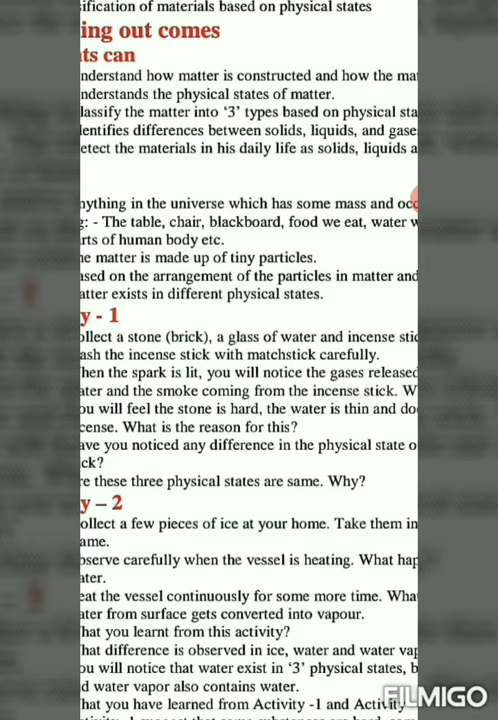 ification of materials based on physical states
ing out comes
ts can
nderstand how matter is constructed and how the ma
nderstands the physical states of matter.
lassify the matter into ‘3’ types based on physical sta
entifies differences between solids, liquids, and gase
etect the materials in his daily life as solids, liquids a
nything in the universe which has some mass and occ
g: - The table, chair, blackboard, food we eat, water w
rts of human body etc.
he matter is made up of tiny particles.
ased on the arrangement of the particles in matter and
atter exists in different physical states.
y - 1
ollect a stone (brick), a glass of water and incense stic
ash the incense stick with matchstick carefully.
hen the spark is lit, you will notice the gases released
ater and the smoke coming from the incense stick. W
ou will feel the stone is hard, the water is thin and do
cense. What is the reason for this?
ave you noticed any difference in the physical state o
ck?
re these three physical states are same. Why?
y – 2
ollect a few pieces of ice at your home. Take them in
ame.
bserve carefully when the vessel is heating. What hap
ater.
eat the vessel continuously for some more time. Wha
ater from surface gets converted into vapour.
hat you learnt from this activity?
hat difference is observed in ice, water and water vap
ou will notice that water exist in ‘3’ physical states, b
d water vapor also contains water.
hat you have learned from Activity -1 and Activity
FILMIGO